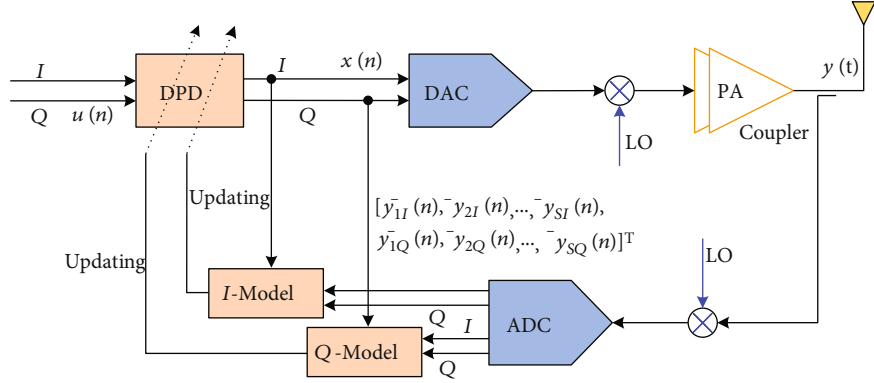 I
Q
u (n)
DPD
I
x (n)
Q
DAC
LO
PA
y (t)
Coupler
Updating
Updating
[y⁻1I (n), ⁻y2I (n),..., ⁻ySI (n),
y⁻1Q (n), ⁻y2Q (n),..., ⁻ySQ (n)]ᵀ
LO
I-Model
Q
I
Q-Model
Q
ADC